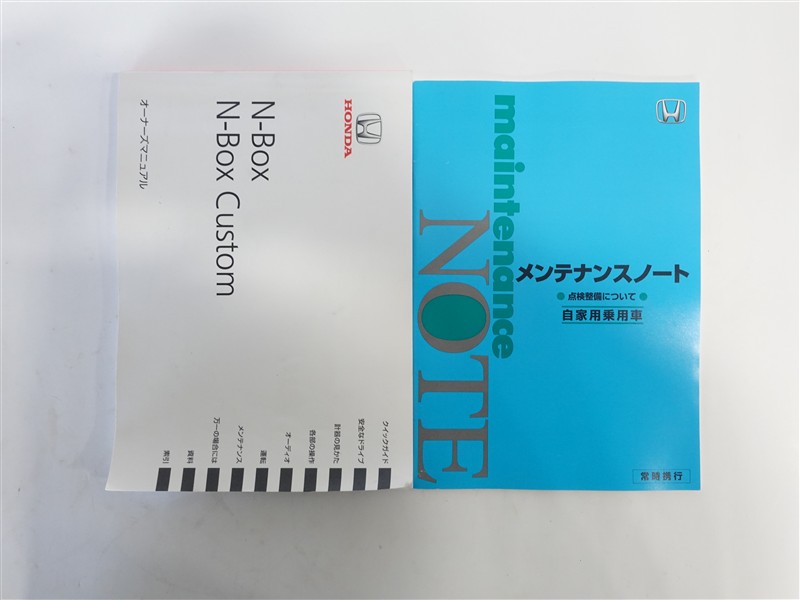 HONDA
N-Box
N-Box Custom
オーナーズマニュアル
クイックガイド
安全なドライブ
計器の見かた
各部の操作
オーディオ
運転
メンテナンス
万一の場合には
資料
索引
maintenance
NOTE
メンテナンスノート
点検整備について
自家用乗用車
常時携行